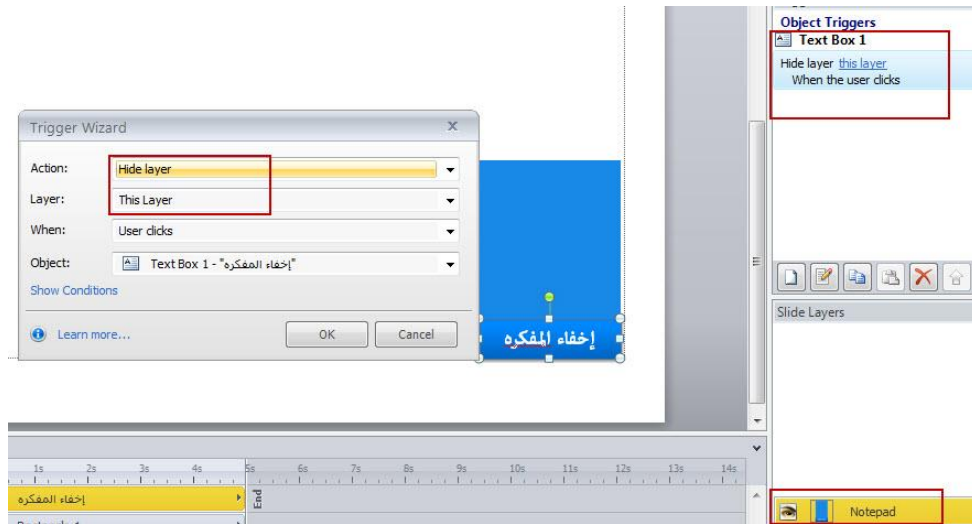 Object Triggers
Text Box 1
Hide layer this layer
When the user clicks
Trigger Wizard
Action: Hide layer
Layer: This Layer
When: User clicks
Object: Text Box 1 - "إخفاء المفكره"
Show Conditions
Learn more...
OK
Cancel
إخفاء المفكره
Slide Layers
1s 2s 3s 4s 5s 6s 7s 8s 9s 10s 11s 12s 13s 14s
إخفاء المفكره
End
Notepad